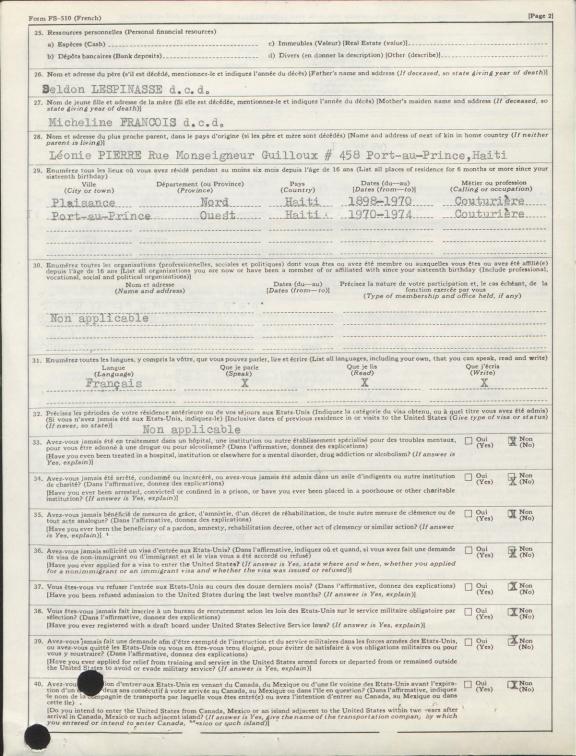 Form FS-510 (French) [Page 2]
25. Ressources personnelles (Personal financial resources)
a) Espèces (Cash) c) Immeubles (Valeur) [Real Estate (value)]
b) Dépôts bancaires (Bank deposits) d) Divers (en donner la description) [Other (describe)]
26. Nom et adresse du père (s'il est décédé, mentionnez-le et indiquez l'année du décès) [Father's name and address (If deceased, so state giving year of death)]
Seldon LESPINASSE d.c.d.
27. Nom de jeune fille et adresse de la mère (Si elle est décédée, mentionnez-le et indiquez l'année du décès) [Mother's maiden name and address (If deceased, so
state giving year of death)]
Micheline FRANCOIS d.c.d.
28. Nom et adresse du plus proche parent, dans le pays d'origine (si les père et mère sont décédés) [Name and address of next of kin in home country (If neither
parent is living)]
Léonie PIERRE Rue Monseigneur Guilloux # 458 Port-au-Prince, Haiti
29. Enumérez tous les lieux où vous avez résidé pendant au moins six mois depuis l'âge de 16 ans [List all places of residence for 6 months or more since your
sixteenth birthday)
Ville Département (ou Province) Pays Dates (du—au) Métier ou profession
(City or town) (Province) (Country) [Dates (from—to)] (Calling or occupation)
Plaisance Nord Haiti 1898-1970 Couturière
Port-au-Prince Ouest Haiti 1970-1974 Couturière
30. Enumérez toutes les organisations (professionnelles, sociales et politiques) dont vous êtes ou avez été membre ou auxquelles vous êtes ou avez été affilié(e)
depuis l'âge de 16 ans [List all organizations you are now or have been a member of or affiliated with since your sixteenth birthday (Include professional,
vocational, social and political organizations)]
Nom et adresse Dates (du—au) Précisez la nature de votre participation et, le cas échéant, de la
(Name and address) [Dates (from—to)] fonction exercée par vous
(Type of membership and office held, if any)
Non applicable
31. Enumérez toutes les langues, y compris la vôtre, que vous pouvez parler, lire et écrire (List all languages, including your own, that you can speak, read and write)
Langue Que je parle Que je lis Que j'écris
(Language) (Speak) (Read) (Write)
Français X X X
32. Précisez les périodes de votre résidence antérieure ou de vos séjours aux Etats-Unis (Indiquez la catégorie du visa obtenu, ou à quel titre vous avez été admis)
(Si vous n'avez jamais été aux Etats-Unis, indiquez-le) [Inclusive dates of previous residence in or visits to the United States (Give type of visa or status)
(If never, so state)]
Non applicable
33. Avez-vous jamais été en traitement dans un hôpital, une institution ou autre établissement spécialisé pour des troubles mentaux, Oui X Non
pour vous être adonné à une drogue ou pour alcoolisme? (Dans l'affirmative, donnez des explications) (Yes) (No)
[Have you even been treated in a hospital, institution or elsewhere for a mental disorder, drug addiction or alcoholism? (If answer is
Yes, explain)]
34. Avez-vous jamais été arrêté, condamné ou incarcéré, ou avez-vous jamais été admis dans un asile d'indigents ou autre institution Oui X Non
de charité? (Dans l'affirmative, donnez des explications) (Yes) (No)
[Have you ever been arrested, convicted or confined in a prison, or have you ever been placed in a poorhouse or other charitable
institution? (If answer is Yes, explain)]
35. Avez-vous jamais bénéficié de mesures de grâce, d'amnistie, d'un décret de réhabilitation, de toute autre mesure de clémence ou de Oui X Non
tout acte analogue? (Dans l'affirmative, donnez des explications) (Yes) (No)
[Have you ever been the beneficiary of a pardon, amnesty, rehabilitation decree, other act of clemency or similar action? (If answer
is Yes, explain)]
36. Avez-vous jamais sollicité un visa d'entrée aux Etats-Unis? (Dans l'affirmative, indiquez où et quand, si vous avez fait une demande Oui X Non
de visa de non-immigrant ou d'immigrant et si le visa vous a été accordé ou refusé) (Yes) (No)
[Have you ever applied for a visa to enter the United States? (If answer is Yes, state where and when, whether you applied
for a nonimmigrant or an immigrant visa and whether the visa was issued or refused)]
37. Vous êtes-vous vu refuser l'entrée aux Etats-Unis au cours des douze derniers mois? (Dans l'affirmative, donnez des explications) Oui X Non
[Have you been refused admission to the United States during the last twelve months? (If answer is Yes, explain)] (Yes) (No)
38. Vous êtes-vous jamais fait inscrire à un bureau de recrutement selon les lois des Etats-Unis sur le service militaire obligatoire par Oui X Non
sélection? (Dans l'affirmative, donnez des explications) (Yes) (No)
[Have you ever registered with a draft board under United States Selective Service laws? (If answer is Yes, explain)]
39. Avez-vous jamais fait une demande afin d'être exempté de l'instruction et du service militaires dans les forces armées des Etats-Unis, Oui X Non
ou avez-vous quitté les Etats-Unis ou vous en êtes-vous tenu éloigné, pour éviter de satisfaire à vos obligations militaires ou pour (Yes) (No)
vous y soustraire? (Dans l'affirmative, donnez des explications)
[Have you ever applied for relief from training and service in the United States armed forces or departed from or remained outside
the United States to avoid or evade military service? (If answer is Yes, explain)]
40. Avez-vous ion d'entrer aux Etats-Unis en venant du Canada, du Mexique ou d'une île voisine des Etats-Unis avant l'expira- Oui X Non
tion d'un deux ans consécutif à votre arrivée au Canada, au Mexique ou dans l'île en question? (Dans l'affirmative, indiquez (Yes) (No)
le nom de la compagnie de transports par laquelle vous êtes entré(e) ou avez l'intention d'entrer au Canada, au Mexique ou dans
cette île)
[Do you intend to enter the United States from Canada, Mexico or an island adjacent to the United States within two years after
arrival in Canada, Mexico or such adjacent island? (If answer is Yes, give the name of the transportation company, by which
you entered or intend to enter Canada, Mexico or such island)]